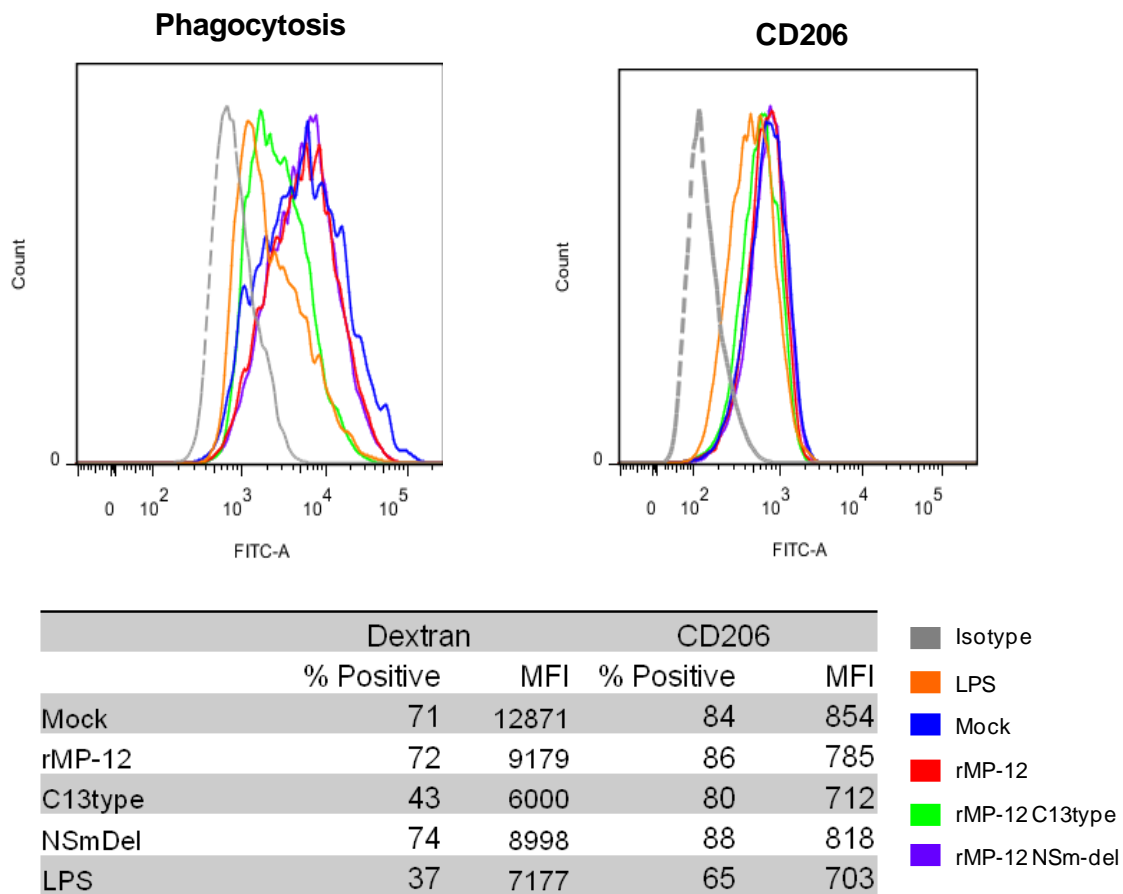 Phagocytosis
CD206
Count
0
0 10^2 10^3 10^4 10^5
FITC-A
Count
0
0 10^2 10^3 10^4 10^5
FITC-A
Dextran CD206
% Positive MFI % Positive MFI
Mock 71 12871 84 854
rMP-12 72 9179 86 785
C13type 43 6000 80 712
NSmDel 74 8998 88 818
LPS 37 7177 65 703
Isotype
LPS
Mock
rMP-12
rMP-12 C13type
rMP-12 NSm-del